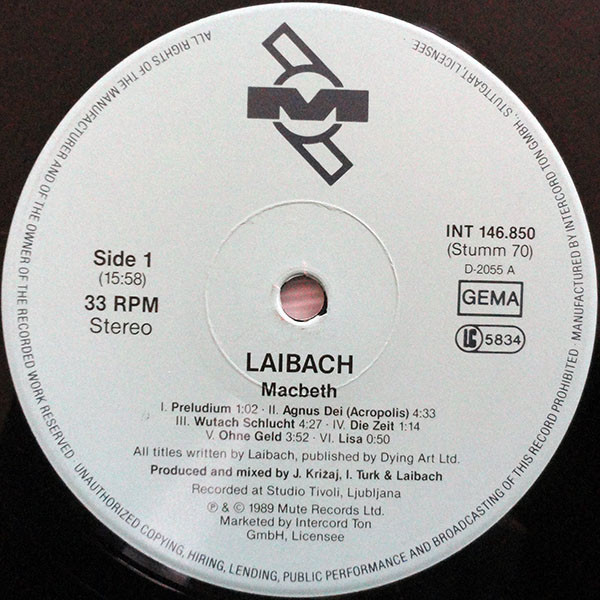 ALL RIGHTS OF THE MANUFACTURER AND OF THE OWNER OF THE RECORDED WORK RESERVED · UNAUTHORIZED COPYING, HIRING, LENDING, PUBLIC PERFORMANCE AND BROADCASTING OF THIS RECORD PROHIBITED · MANUFACTURED BY INTERCORD TON GMBH, STUTTGART, LICENSEE
M
Side 1
(15:58)
33 RPM
Stereo
INT 146.850
(Stumm 70)
D-2055 A
GEMA
LC 5834
LAIBACH
Macbeth
I. Preludium 1:02 · II. Agnus Dei (Acropolis) 4:33
III. Wutach Schlucht 4:27 · IV. Die Zeit 1:14
V. Ohne Geld 3:52 · VI. Lisa 0:50
All titles written by Laibach, published by Dying Art Ltd.
Produced and mixed by J. Križaj, I. Turk & Laibach
Recorded at Studio Tivoli, Ljubljana
℗ & © 1989 Mute Records Ltd.
Marketed by Intercord Ton
GmbH, Licensee